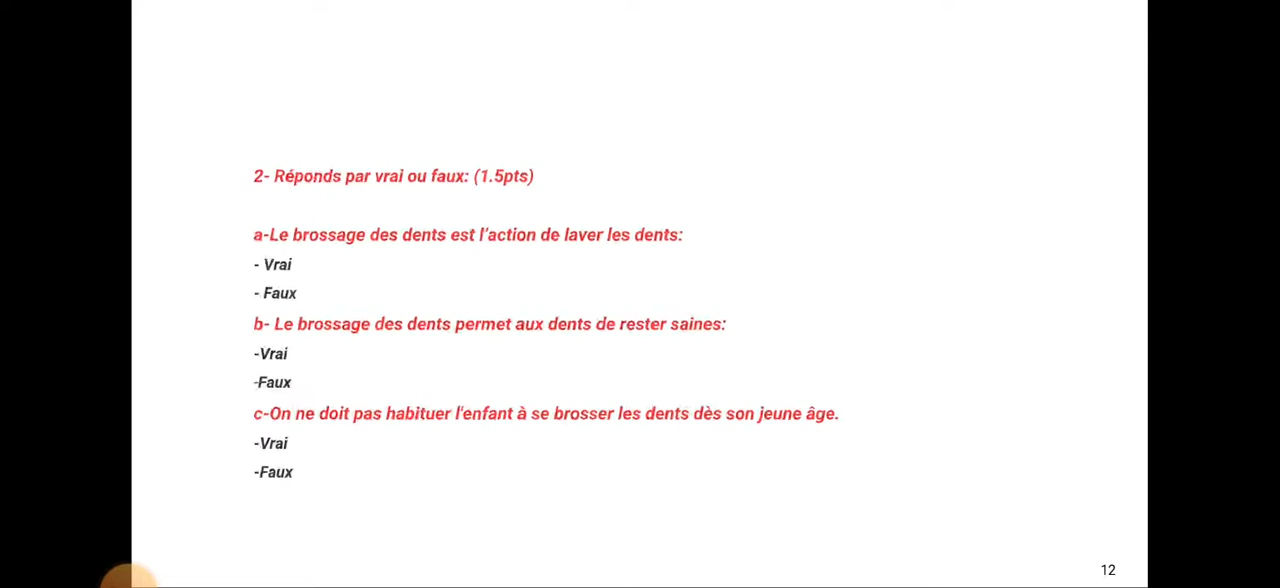 2- Réponds par vrai ou faux: (1.5pts)
a-Le brossage des dents est l’action de laver les dents:
- Vrai
- Faux
b- Le brossage des dents permet aux dents de rester saines:
-Vrai
-Faux
c-On ne doit pas habituer l'enfant à se brosser les dents dès son jeune âge.
-Vrai
-Faux
12